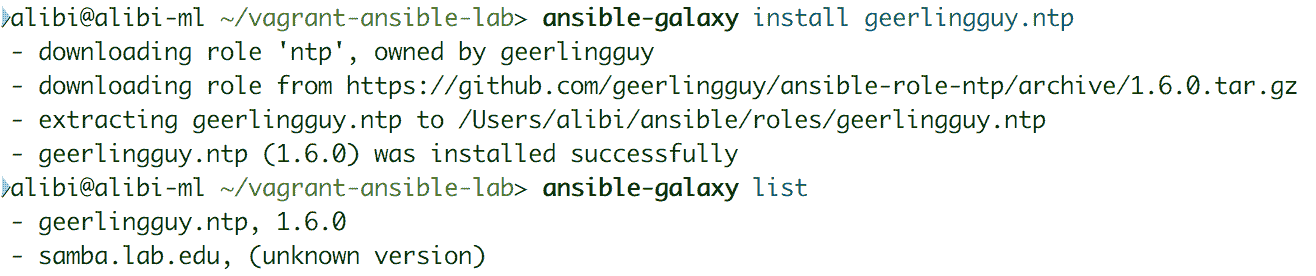 alibi@alibi-ml ~/vagrant-ansible-lab> ansible-galaxy install geerlingguy.ntp
- downloading role 'ntp', owned by geerlingguy
- downloading role from https://github.com/geerlingguy/ansible-role-ntp/archive/1.6.0.tar.gz
- extracting geerlingguy.ntp to /Users/alibi/ansible/roles/geerlingguy.ntp
- geerlingguy.ntp (1.6.0) was installed successfully
alibi@alibi-ml ~/vagrant-ansible-lab> ansible-galaxy list
- geerlingguy.ntp, 1.6.0
- samba.lab.edu, (unknown version)